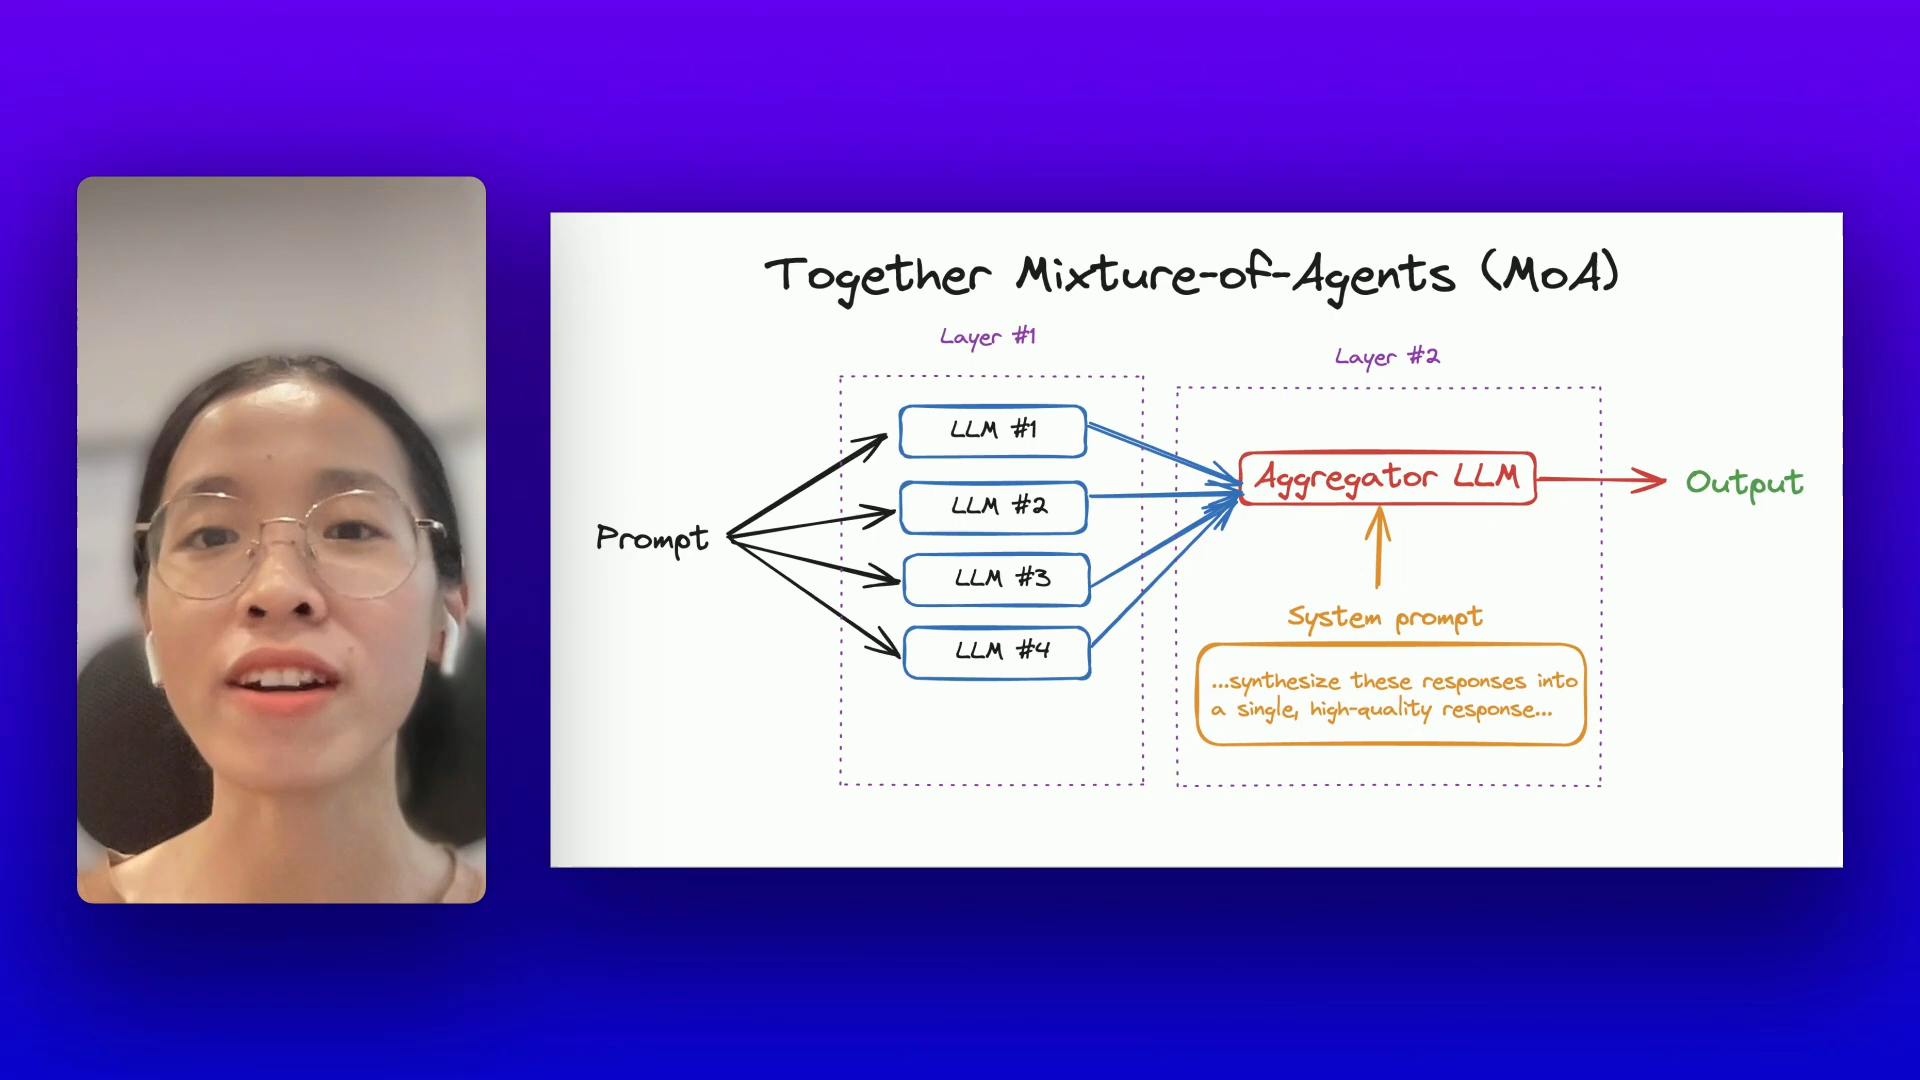 Together Mixture-of-Agents (MoA)
Layer #1
Layer #2
Prompt
LLM #1
LLM #2
LLM #3
LLM #4
Aggregator LLM
Output
System prompt
...synthesize these responses into
a single, high-quality response...